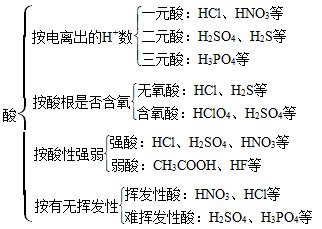 酸
按电离出的H⁺数
一元酸：HCl、HNO₃等
二元酸：H₂SO₄、H₂S等
三元酸：H₃PO₄等
按酸根是否含氧
无氧酸：HCl、H₂S等
含氧酸：HClO₄、H₂SO₄等
按酸性强弱
强酸：HCl、H₂SO₄、HNO₃等
弱酸：CH₃COOH、HF等
按有无挥发性
挥发性酸：HNO₃、HCl等
难挥发性酸：H₂SO₄、H₃PO₄等